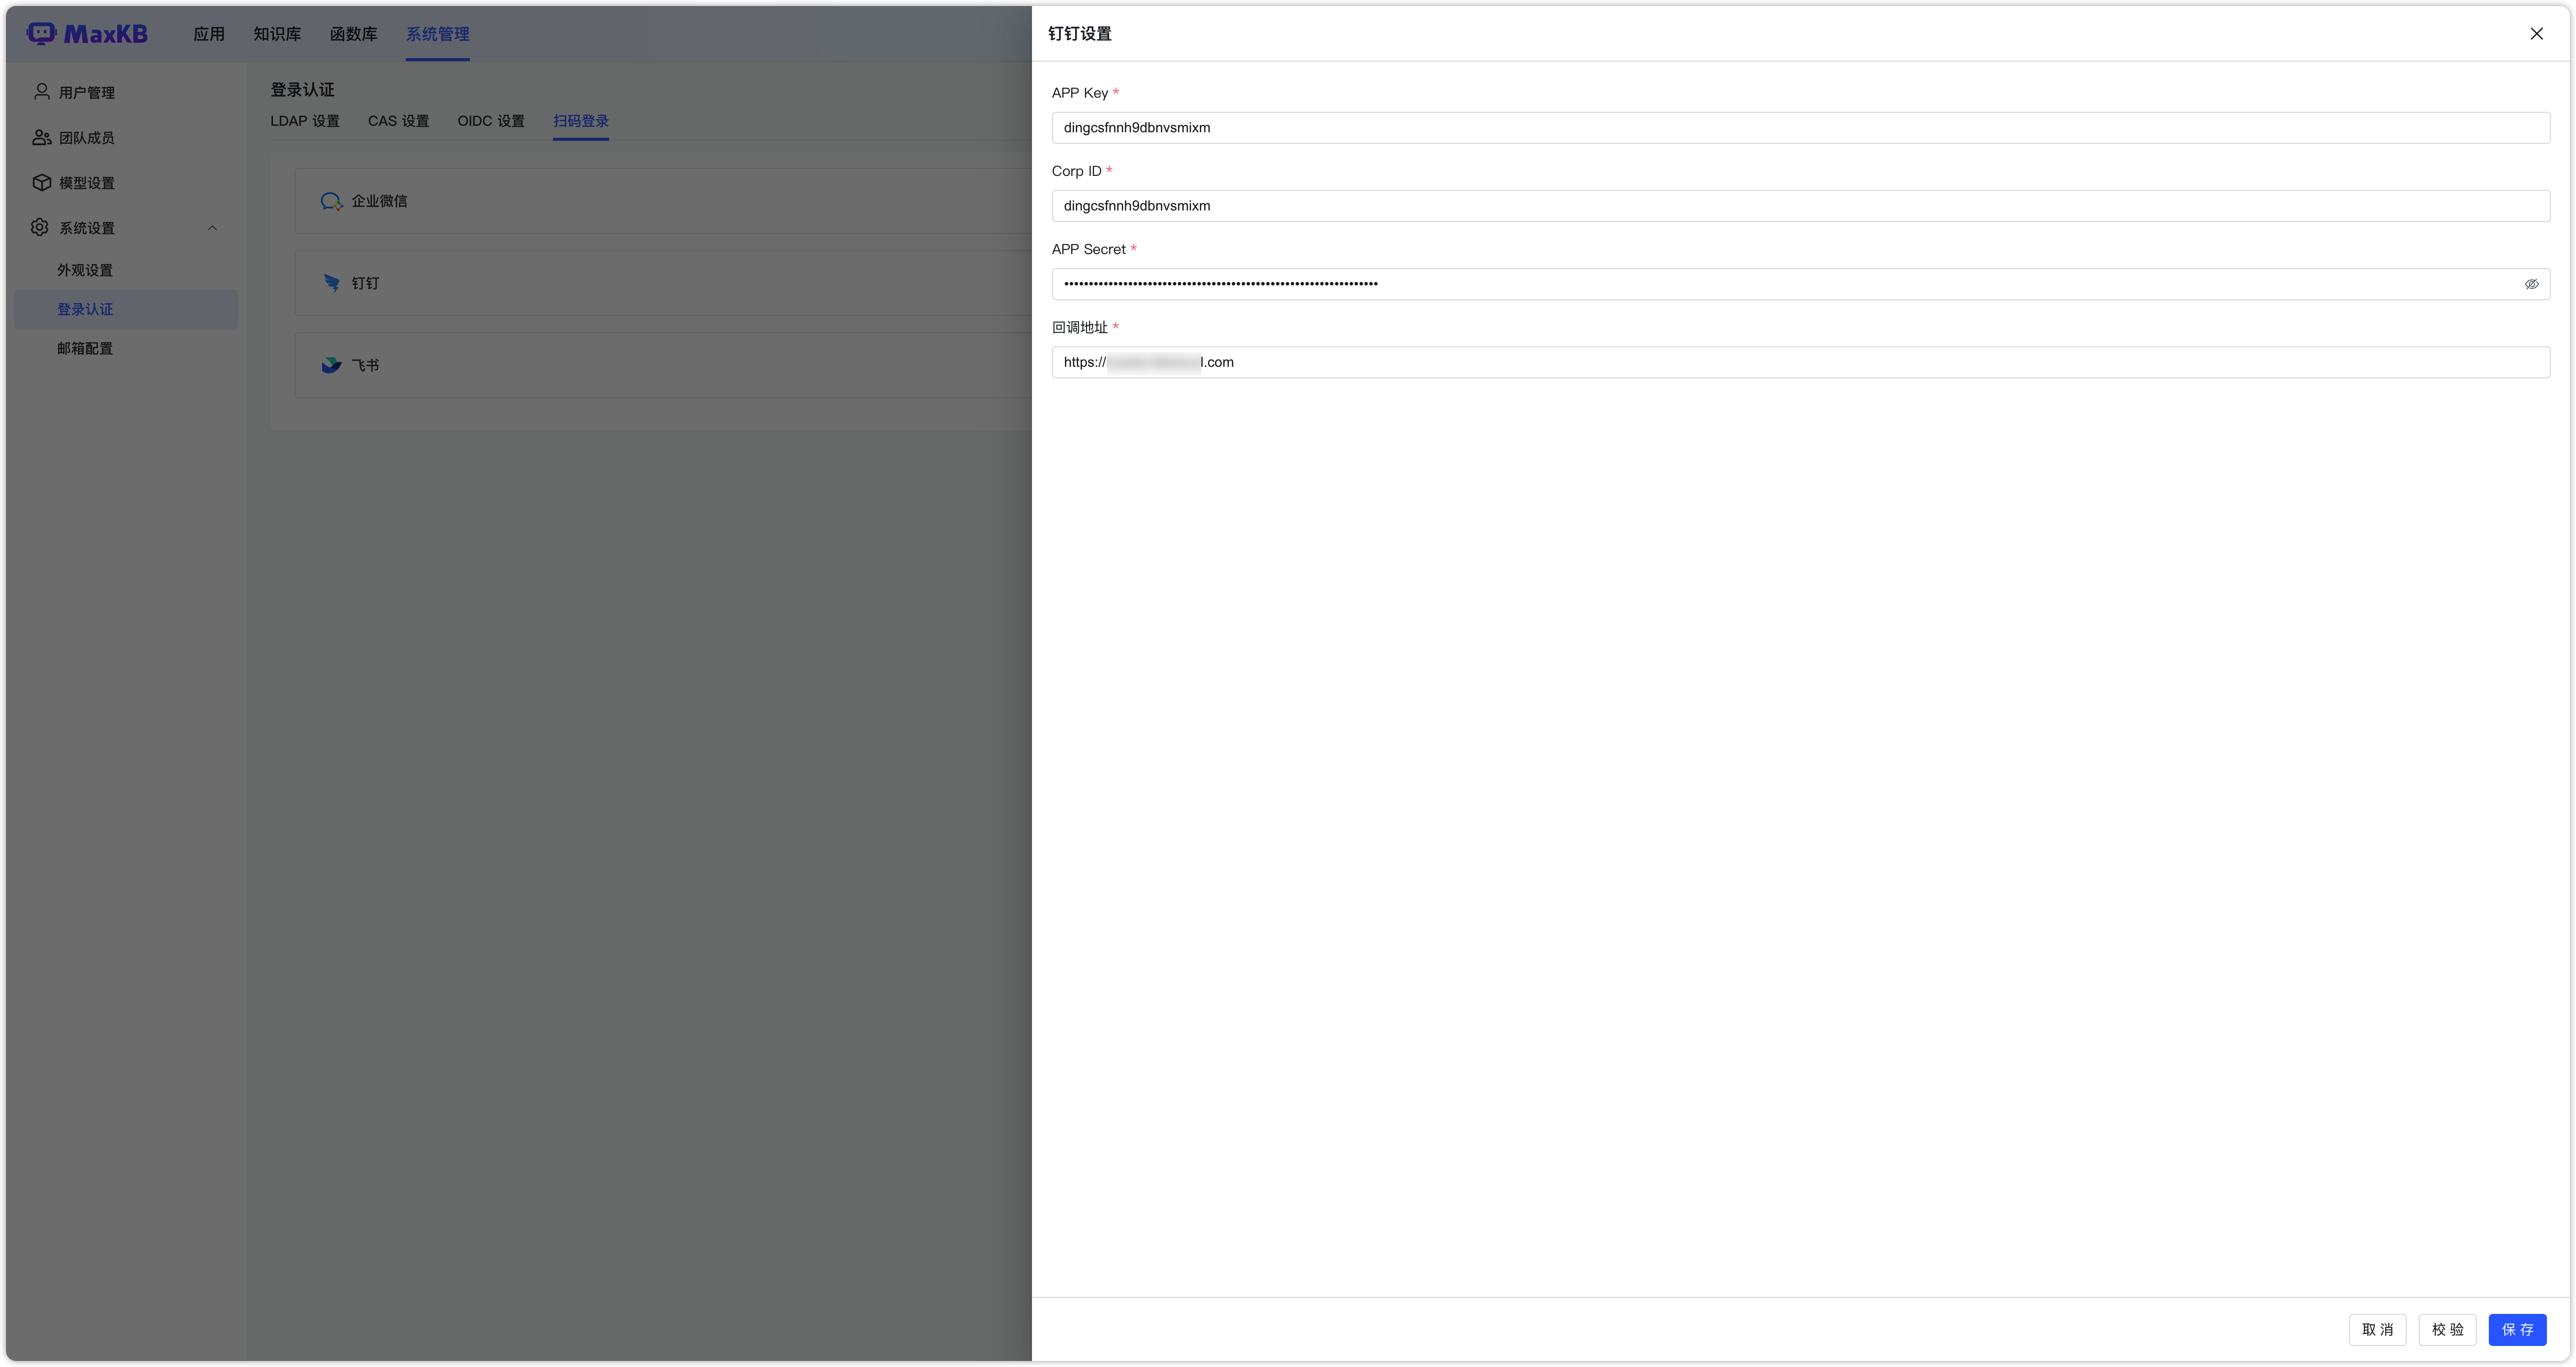 MaxKB 应用 知识库 函数库 系统管理
用户管理
团队成员
模型设置
系统设置
外观设置
登录认证
邮箱配置
登录认证
LDAP 设置 CAS 设置 OIDC 设置 扫码登录
企业微信
钉钉
飞书
钉钉设置
APP Key *
dingcsfnnh9dbnvsmixm
Corp ID *
dingcsfnnh9dbnvsmixm
APP Secret *
回调地址 *
https:// l.com
取消 校验 保存